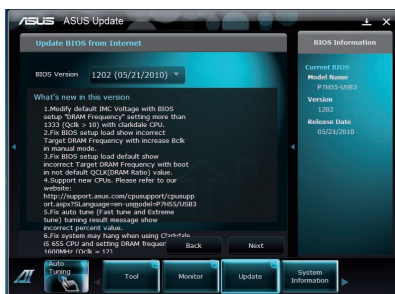 ASUS ASUS Update
Update BIOS from Internet
BIOS Version 1202 (05/21/2010)
What's new in this version
1.Modify default IMC Voltage with BIOS
setup "DRAM Frequency" setting more than
1333 (Qclk > 10) with clarkdale CPU.
2.Fix BIOS setup load show incorrect
Target DRAM Frequency with increase Bclk
in manual mode.
3.Fix BIOS setup load default show
incorrect Target DRAM Frequency with boot
in not default QCLK(DRAM Ratio) value.
4.Support new CPUs. Please refer to our
website:
http://support.asus.com/cpusupport/cpusupp
ort.aspx?SLanguage=en-us&model=P7H55/USB3
5.Fix auto tune (Fast tune and Extreme
tune) turning result message show
incorrect percent value.
6.Fix system may hang when using Clarkdale
i5 655 CPU and setting DRAM frequen
1600MHz (Qclk = 12)
Back
Next
BIOS Information
Current BIOS
Model Name
P7H55-USB3
Version
1202
Release Date
05/21/2010
Auto
Tuning
Tool
Monitor
Update
System
Information